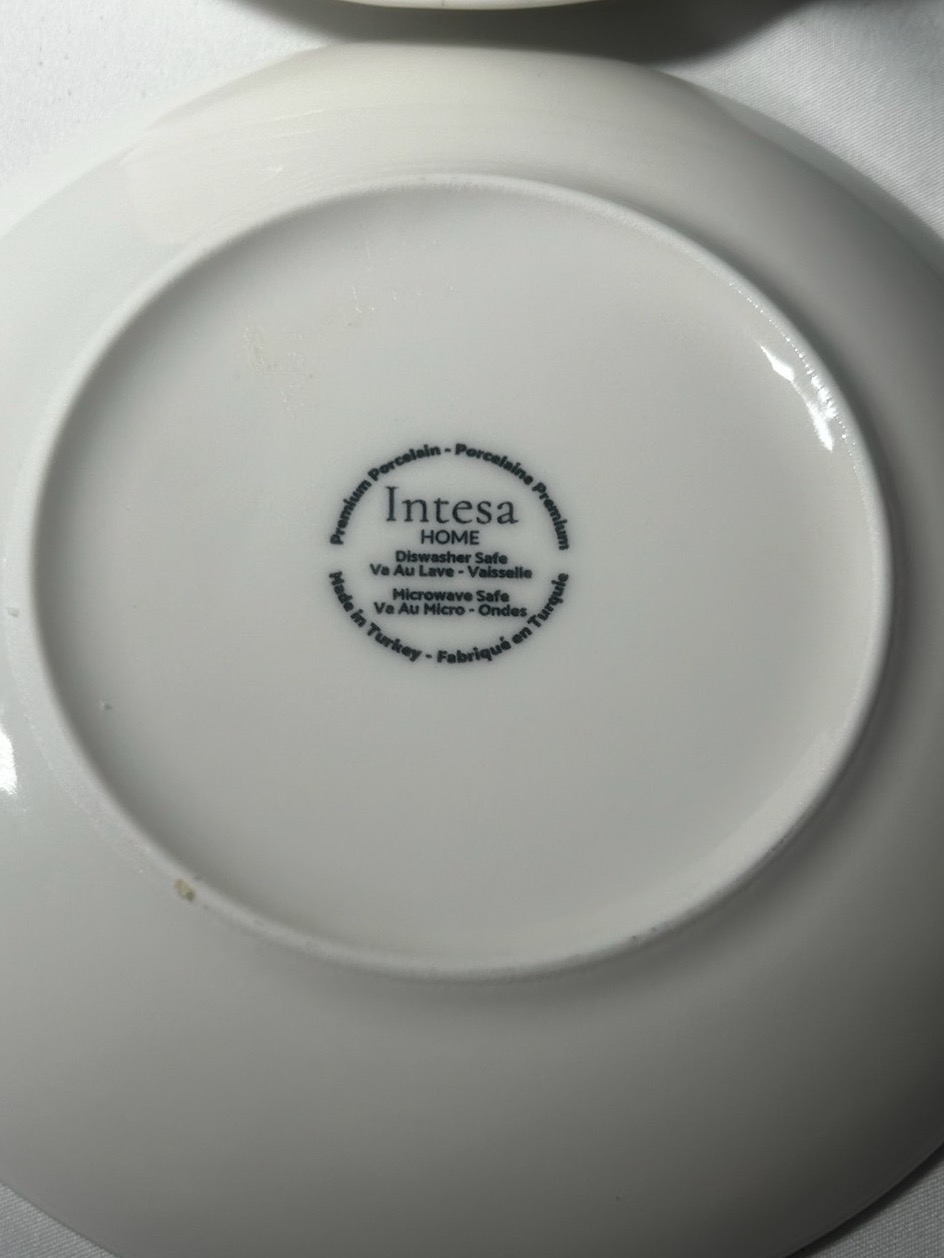 Premium Porcelain - Porcelaine Premium
Intesa
HOME
Diswasher Safe
Va Au Lave - Vaisselle
Microwave Safe
Va Au Micro - Ondes
Made in Turkey - Fabriqué en Turquie